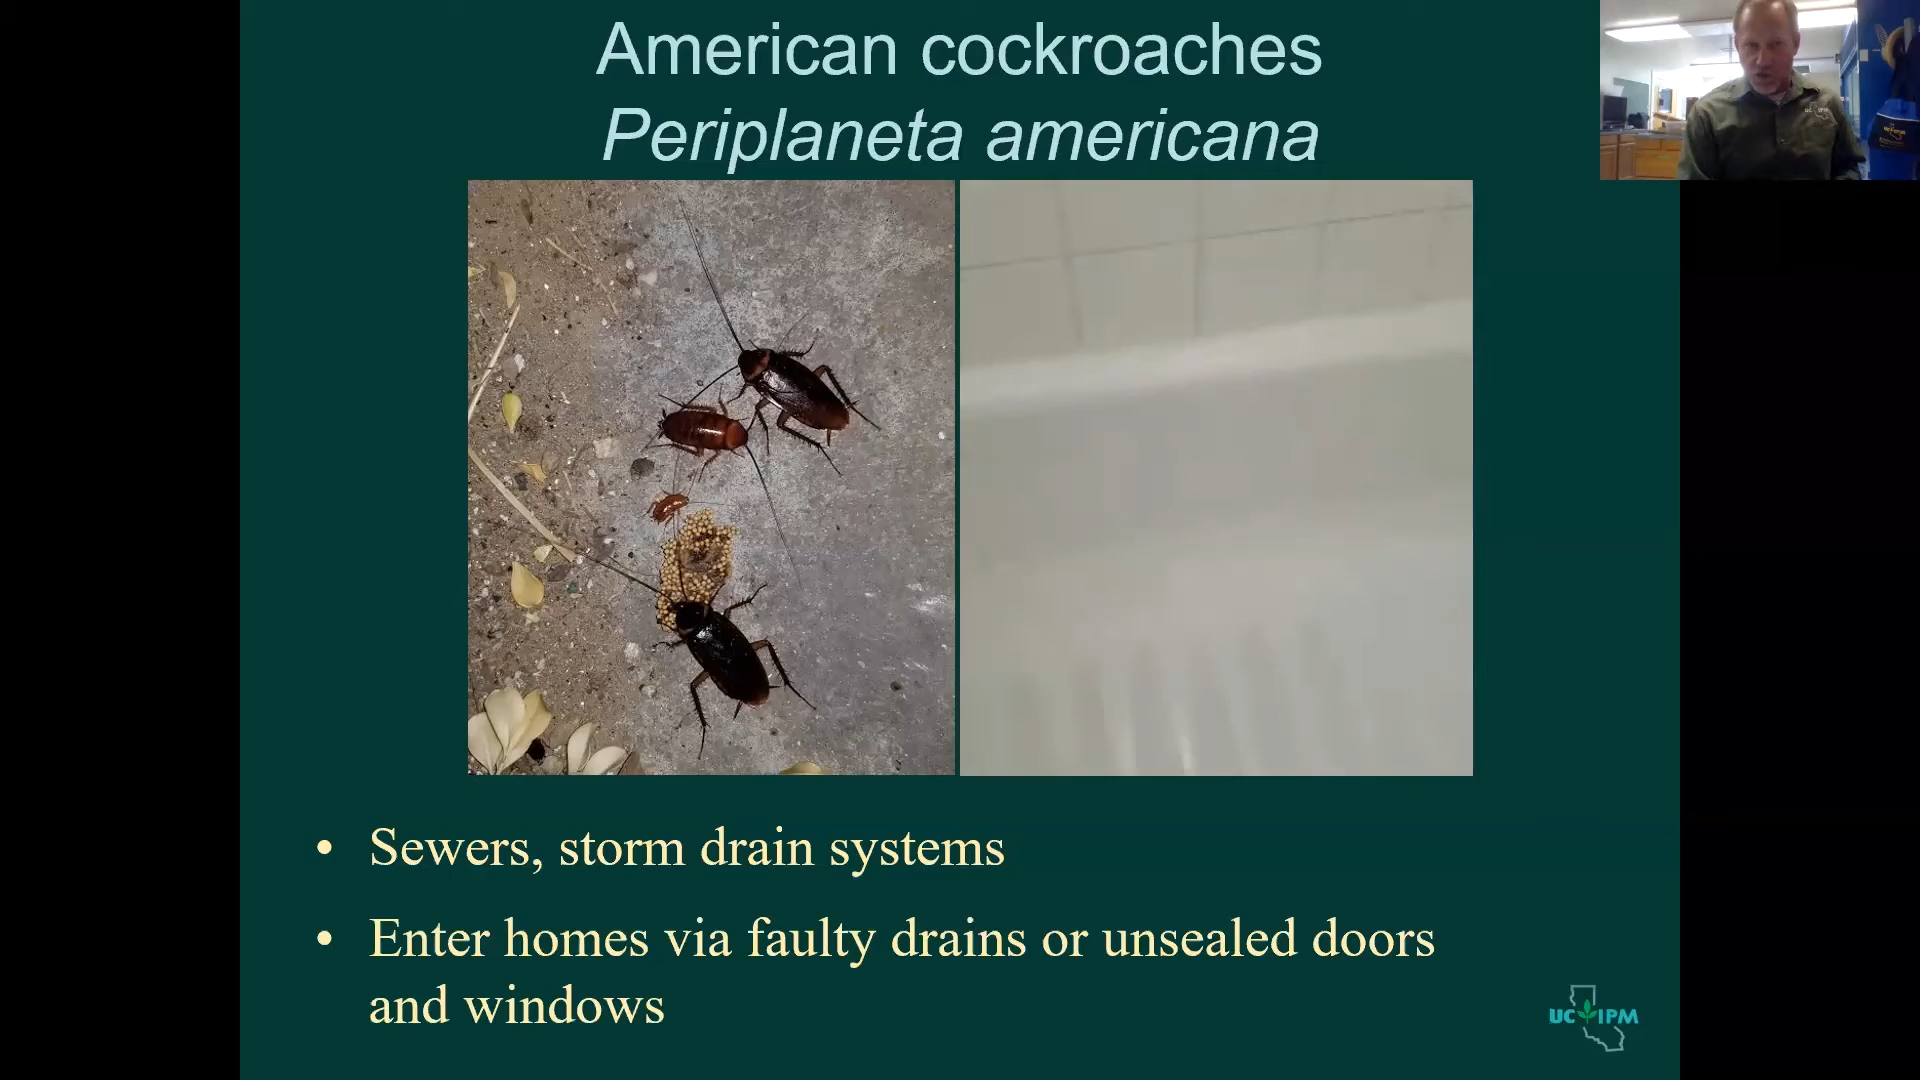 American cockroaches
Periplaneta americana
• Sewers, storm drain systems
• Enter homes via faulty drains or unsealed doors
and windows
UC IPM